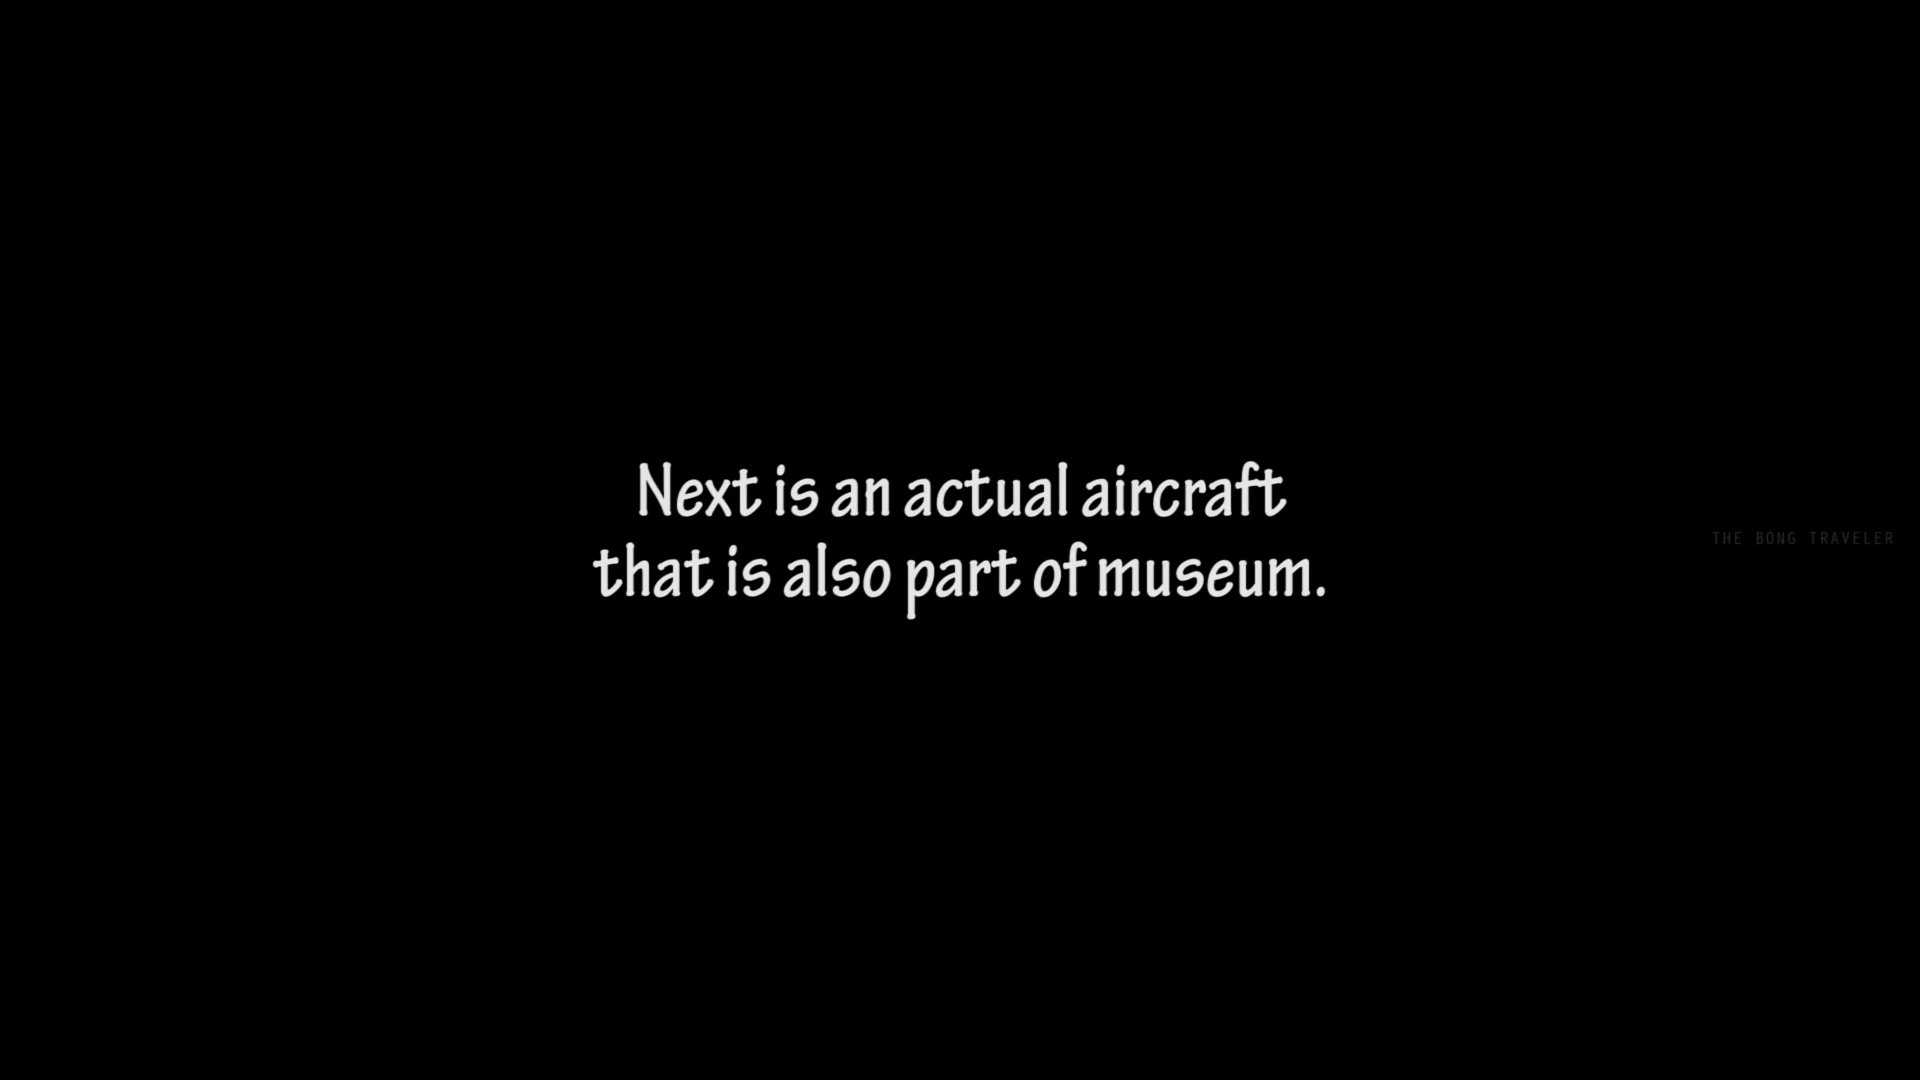 Next is an actual aircraft
that is also part of museum.
THE BONG TRAVELER